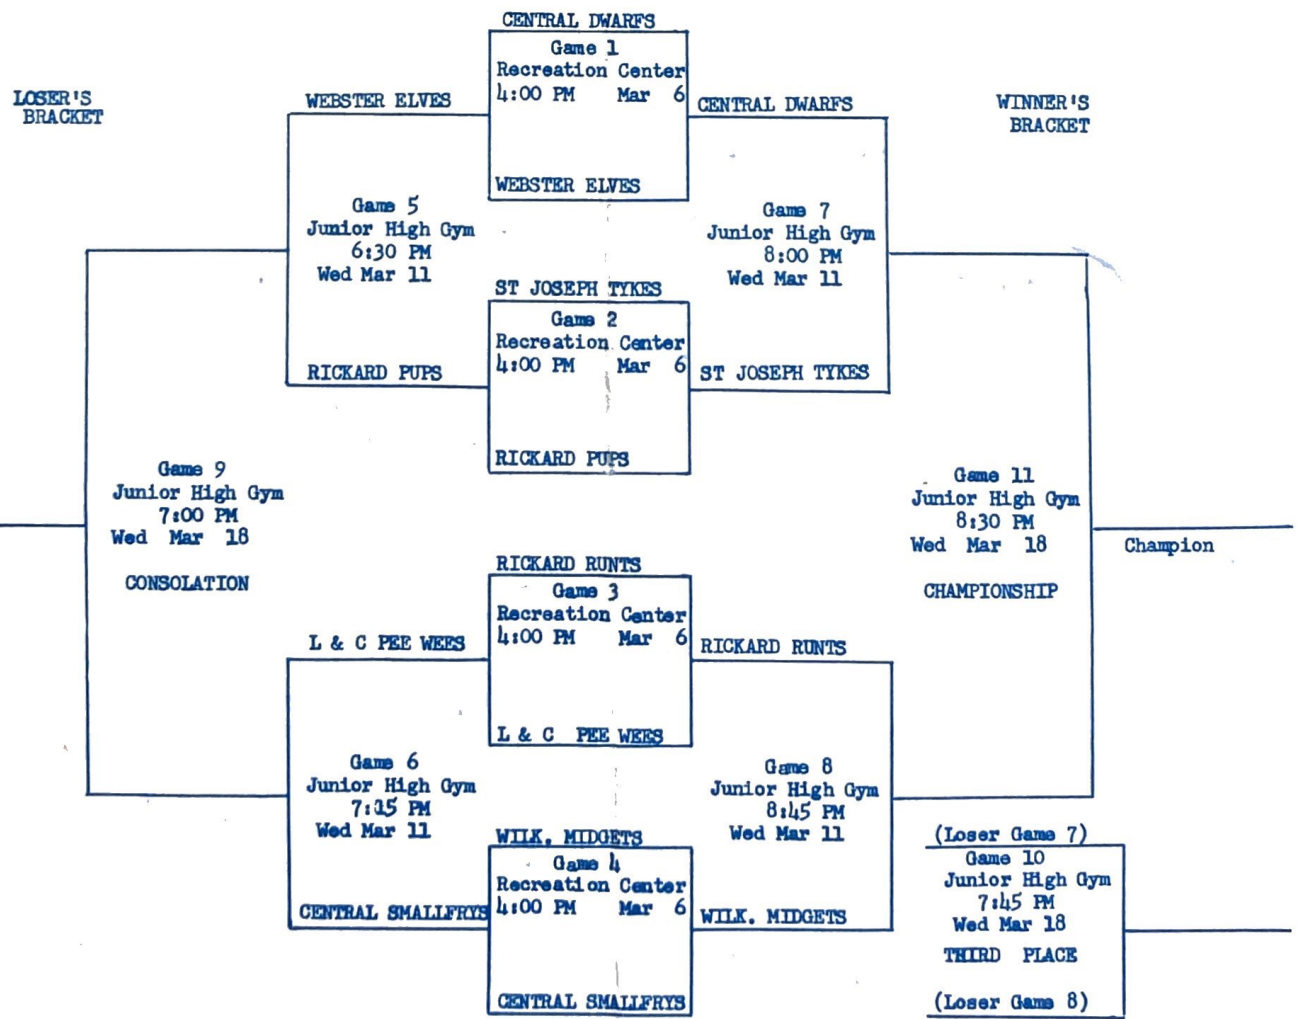 CENTRAL DWARFS
Game 1
Recreation Center
4:00 PM Mar 6
WEBSTER ELVES
LOSER'S
BRACKET
WEBSTER ELVES
CENTRAL DWARFS
WINNER'S
BRACKET
Game 5
Junior High Gym
6:30 PM
Wed Mar 11
Game 7
Junior High Gym
8:00 PM
Wed Mar 11
ST JOSEPH TYKES
Game 2
Recreation Center
4:00 PM Mar 6
RICKARD PUPS
RICKARD PUPS
ST JOSEPH TYKES
Game 9
Junior High Gym
7:00 PM
Wed Mar 18
CONSOLATION
Game 11
Junior High Gym
8:30 PM
Wed Mar 18
CHAMPIONSHIP
Champion
RICKARD RUNTS
Game 3
Recreation Center
4:00 PM Mar 6
L & C PEE WEES
L & C PEE WEES
RICKARD RUNTS
Game 6
Junior High Gym
7:15 PM
Wed Mar 11
Game 8
Junior High Gym
8:45 PM
Wed Mar 11
WILK. MIDGETS
Game 4
Recreation Center
4:00 PM Mar 6
CENTRAL SMALLFRYS
CENTRAL SMALLFRYS
WILK. MIDGETS
(Loser Game 7)
Game 10
Junior High Gym
7:45 PM
Wed Mar 18
THIRD PLACE
(Loser Game 8)